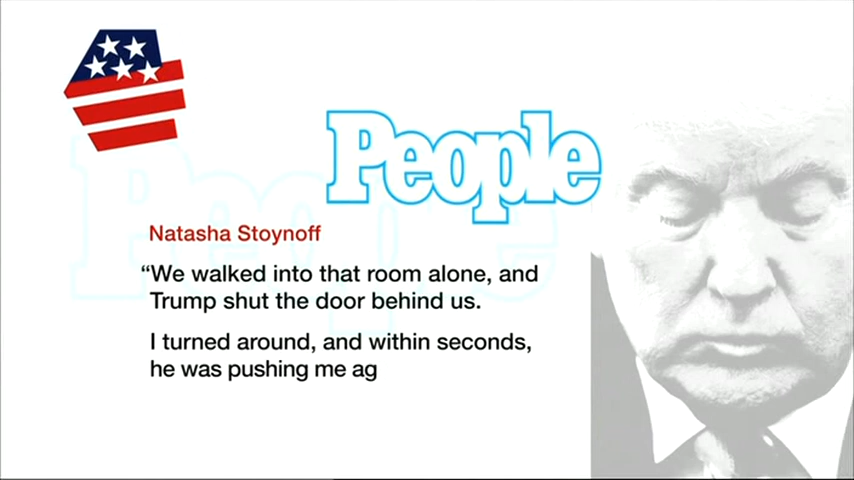 People
Natasha Stoynoff
“We walked into that room alone, and
Trump shut the door behind us.
I turned around, and within seconds,
he was pushing me ag